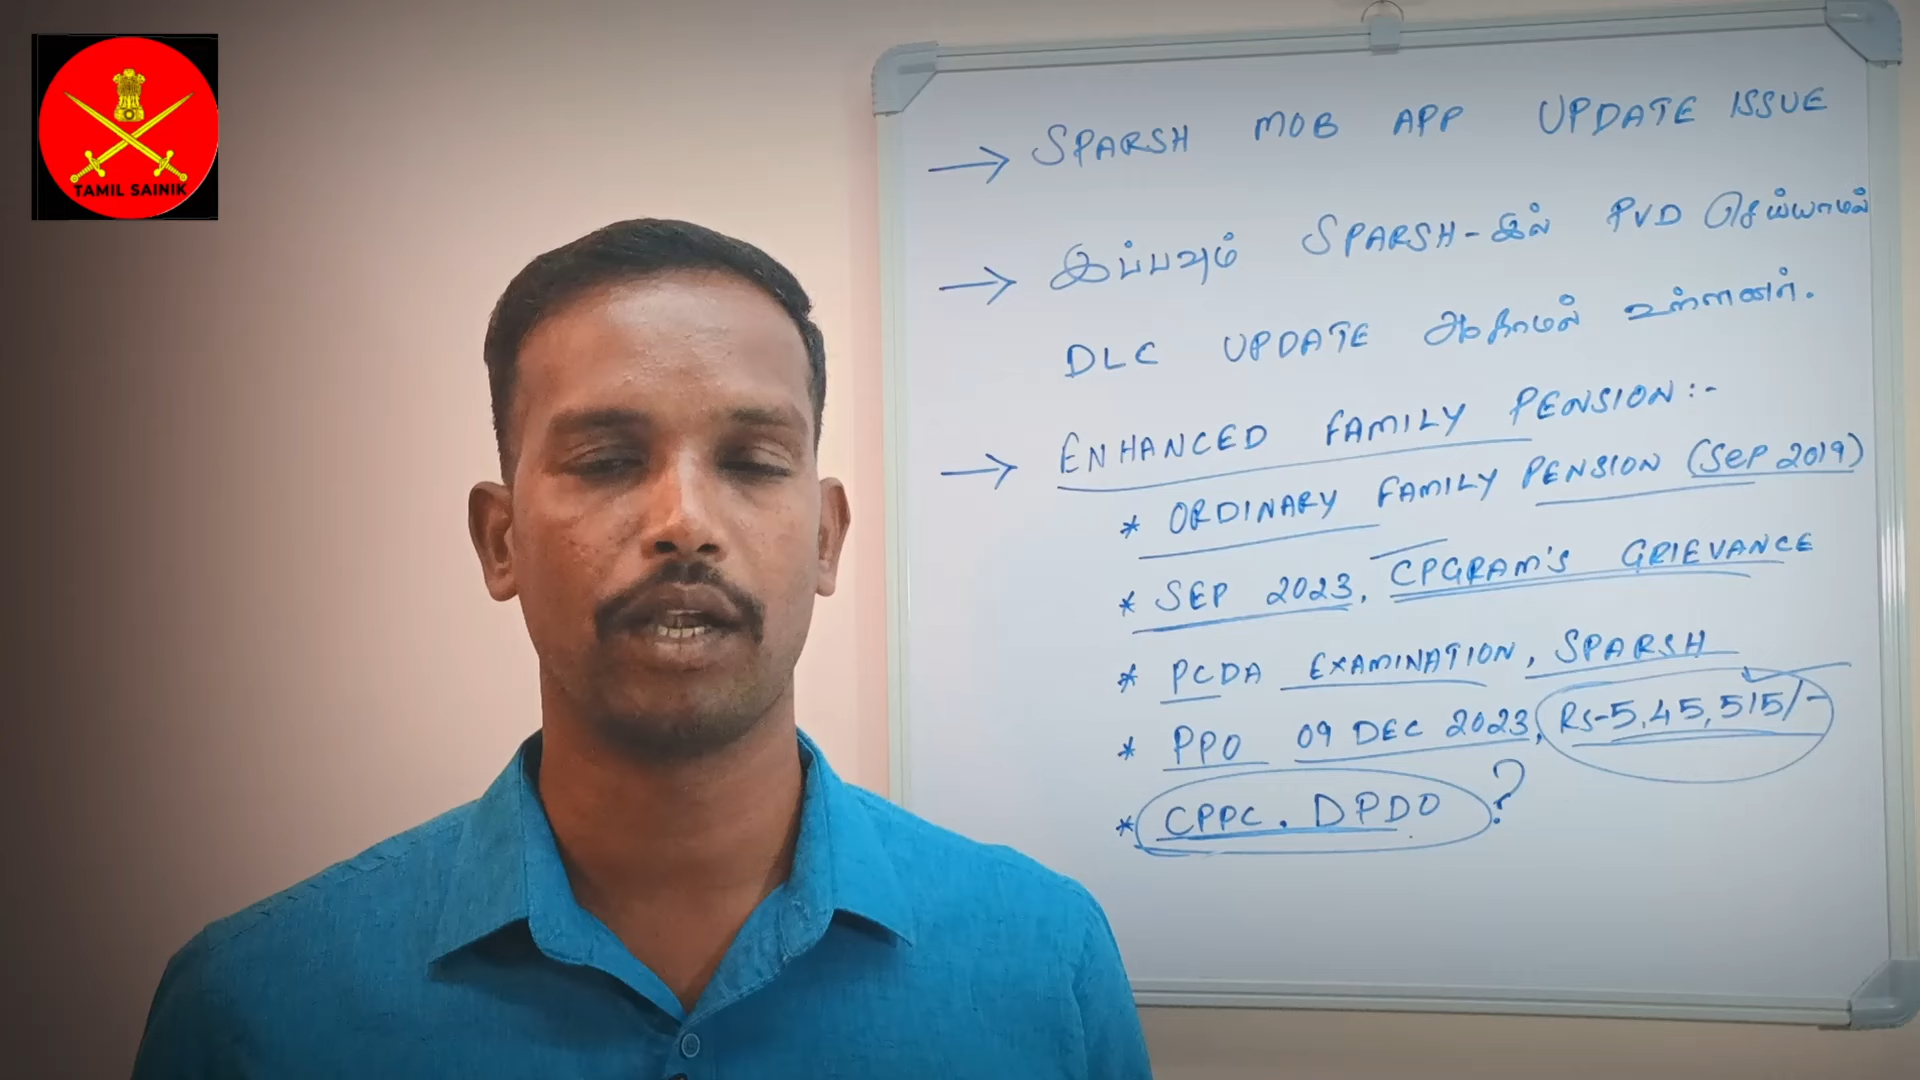 TAMIL SAINIK
→ SPARSH MOB APP UPDATE ISSUE
→ இப்பவும் SPARSH-இல் PVD செய்யாமல்
DLC UPDATE ஆகாமல் உள்ளனர்.
→ ENHANCED FAMILY PENSION:-
* ORDINARY FAMILY PENSION (SEP 2019)
* SEP 2023, CPGRAM'S GRIEVANCE
* PCDA EXAMINATION, SPARSH
* PPO 09 DEC 2023, RS-5,45,515/-
* CPPC. DPDO ?